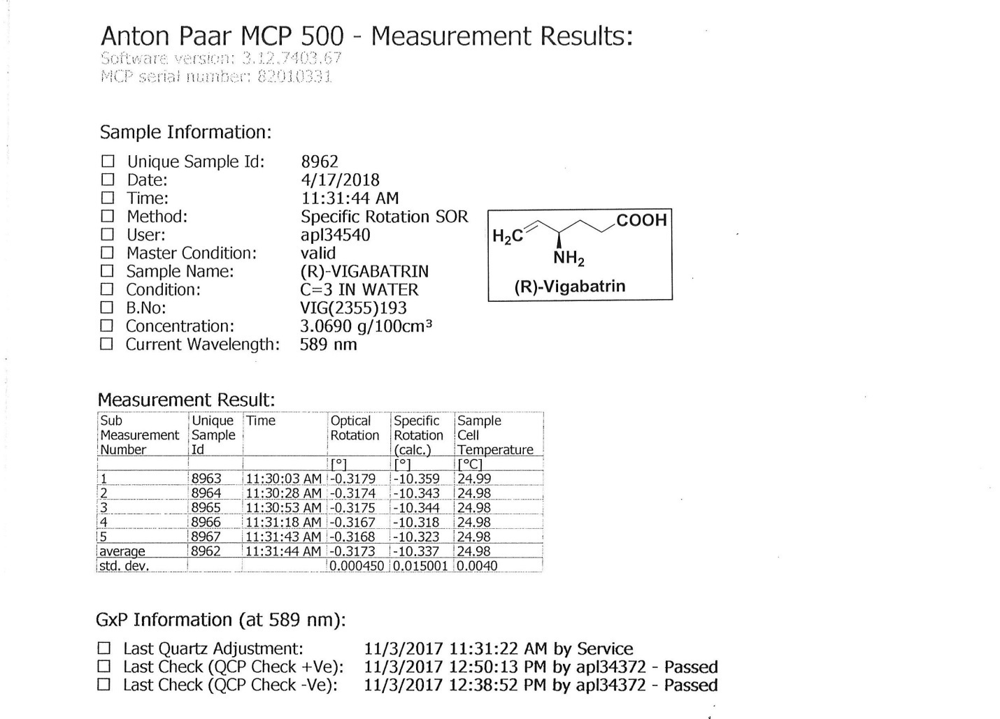 Anton Paar MCP 500 - Measurement Results:
Software version: 3.12.7403.67
MCP serial number: 82010331
Sample Information:
☐ Unique Sample Id: 8962
☐ Date: 4/17/2018
☐ Time: 11:31:44 AM
☐ Method: Specific Rotation SOR
☐ User: apl34540
☐ Master Condition: valid
☐ Sample Name: (R)-VIGABATRIN
☐ Condition: C=3 IN WATER
☐ B.No: VIG(2355)193
☐ Concentration: 3.0690 g/100cm³
☐ Current Wavelength: 589 nm
H₂C COOH
NH₂
(R)-Vigabatrin
Measurement Result:
Sub Unique Time Optical Specific Sample
Measurement Sample Rotation Rotation Cell
Number Id (calc.) Temperature
[°] [°] [°C]
1 8963 11:30:03 AM -0.3179 -10.359 24.99
2 8964 11:30:28 AM -0.3174 -10.343 24.98
3 8965 11:30:53 AM -0.3175 -10.344 24.98
4 8966 11:31:18 AM -0.3167 -10.318 24.98
5 8967 11:31:43 AM -0.3168 -10.323 24.98
average 8962 11:31:44 AM -0.3173 -10.337 24.98
std. dev. 0.000450 0.015001 0.0040
GxP Information (at 589 nm):
☐ Last Quartz Adjustment: 11/3/2017 11:31:22 AM by Service
☐ Last Check (QCP Check +Ve): 11/3/2017 12:50:13 PM by apl34372 - Passed
☐ Last Check (QCP Check -Ve): 11/3/2017 12:38:52 PM by apl34372 - Passed